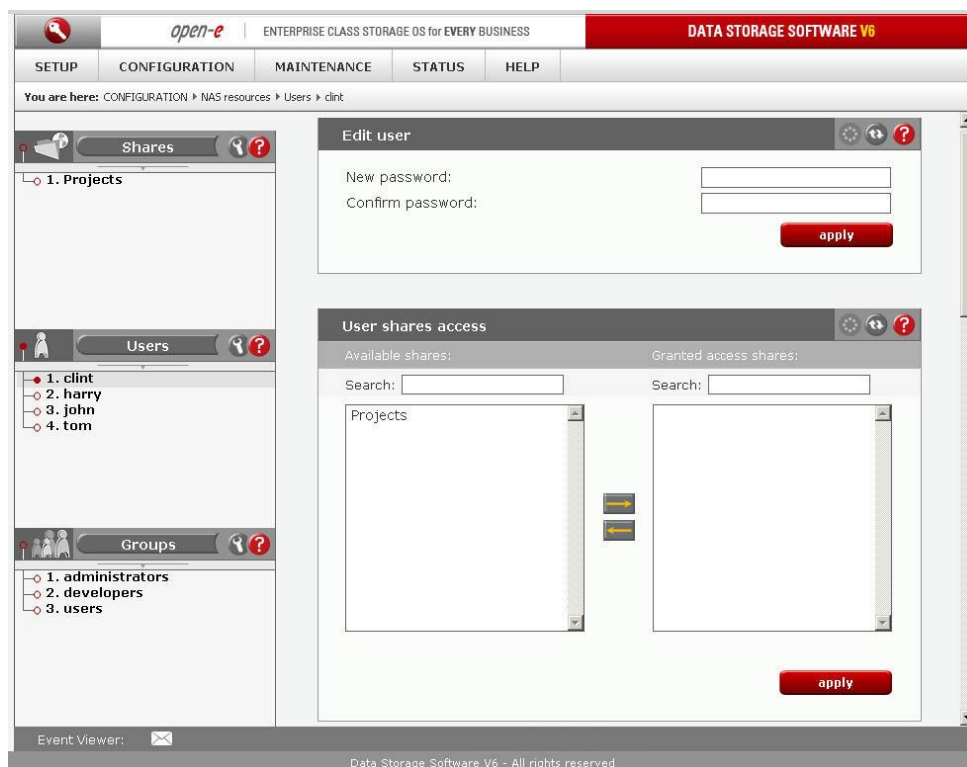 open-e ENTERPRISE CLASS STORAGE OS for EVERY BUSINESS DATA STORAGE SOFTWARE V6
SETUP CONFIGURATION MAINTENANCE STATUS HELP
You are here: CONFIGURATION NAS resources Users clint
Shares
1. Projects
Users
1. clint
2. harry
3. john
4. tom
Groups
1. administrators
2. developers
3. users
Edit user
New password:
Confirm password:
apply
User shares access
Available shares: Granted access shares:
Search: Search:
Projects
apply
Event Viewer:
Data Storage Software V6 - All rights reserved